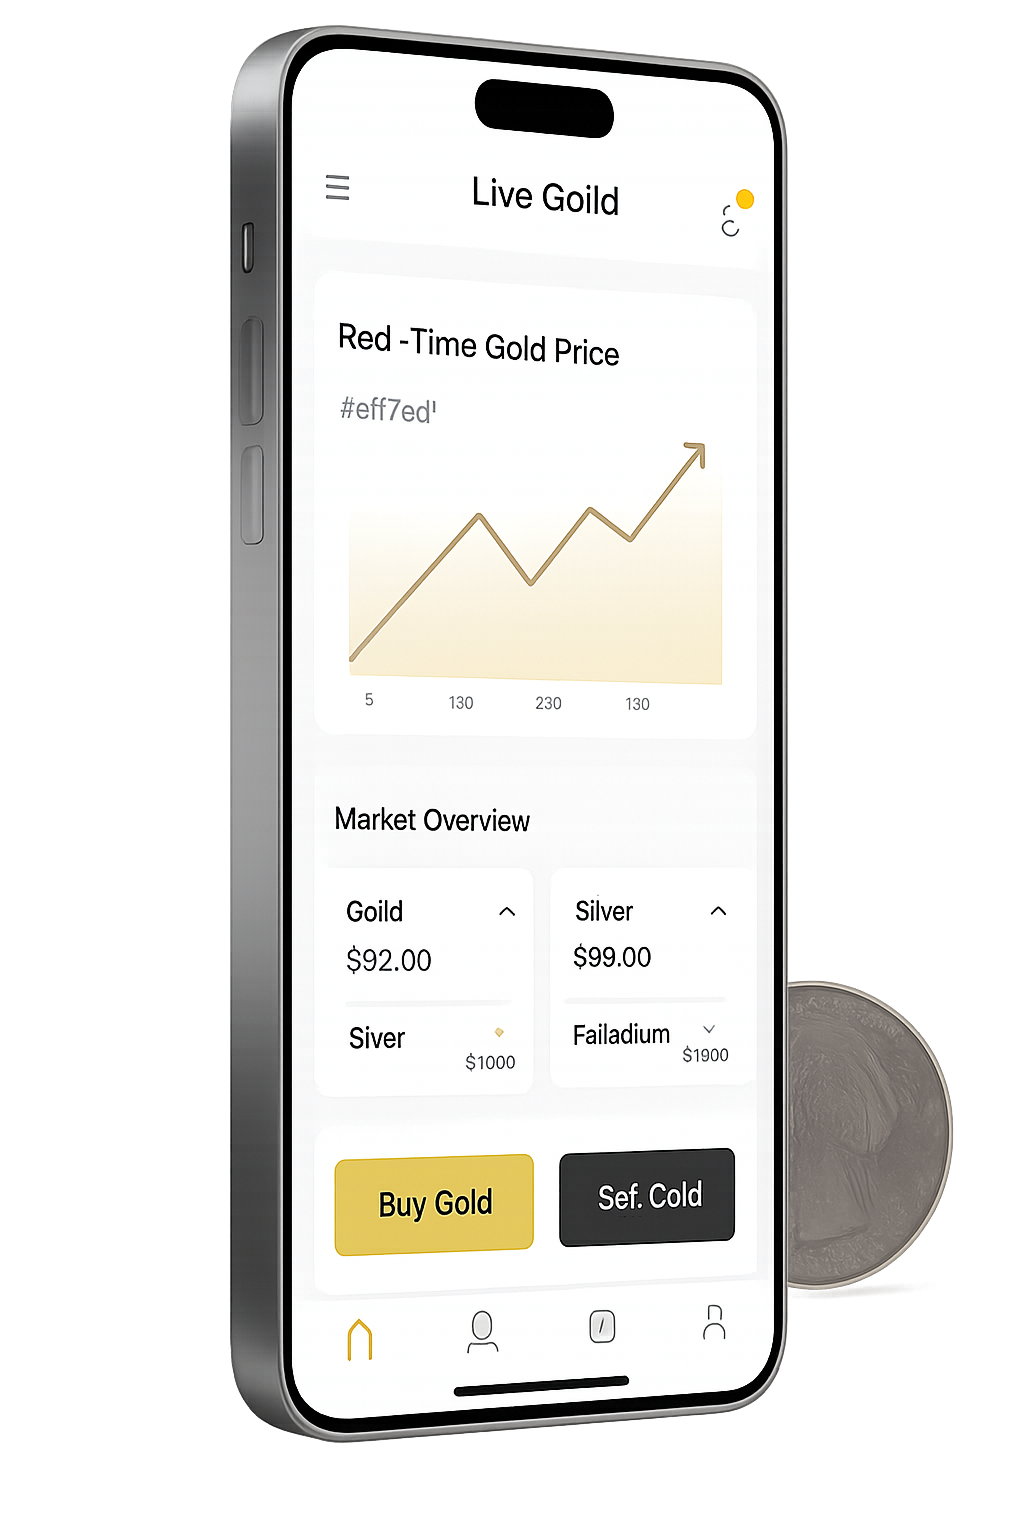 Live Goild
Red -Time Gold Price
#eff7ed'
5 130 230 130
Market Overview
Goild
$92.00
Siver
$1000
Silver
$99.00
Failadium
$1900
Buy Gold
Sef. Cold